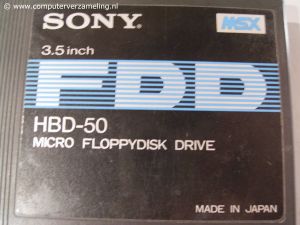 © www.computerverzameling.nl
SONY
MSX
3.5 inch
FDD
HBD-50
MICRO FLOPPYDISK DRIVE
MADE IN JAPAN